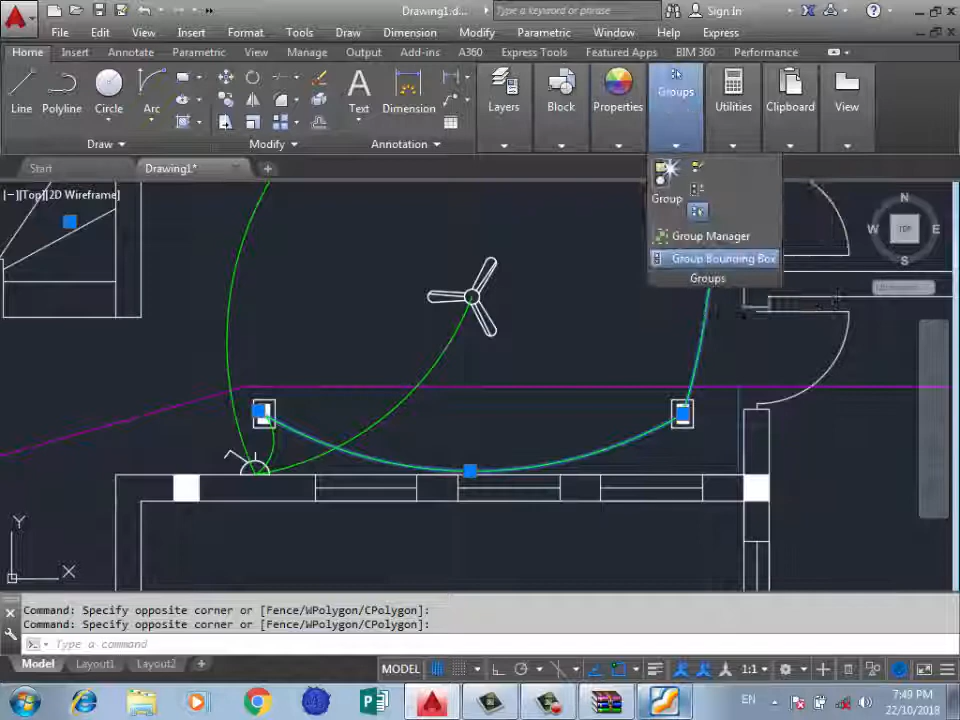 Drawing1.d...
Type a keyword or phrase
Sign In
File Edit View Insert Format Tools Draw Dimension Modify Parametric Window Help Express
Home Insert Annotate Parametric View Manage Output Add-ins A360 Express Tools Featured Apps BIM 360 Performance
Line Polyline Circle Arc Text Dimension Layers Block Properties Groups Utilities Clipboard View
Draw Modify Annotation
Start Drawing1*
[−][Top][2D Wireframe]
Group
Group Manager
Group Bounding Box
Groups
N
W TOP E
S
Y
X
Command: Specify opposite corner or [Fence/WPolygon/CPolygon]:
Command: Specify opposite corner or [Fence/WPolygon/CPolygon]:
Type a command
Model Layout1 Layout2 +
MODEL 1:1
EN
7:49 PM
22/10/2018